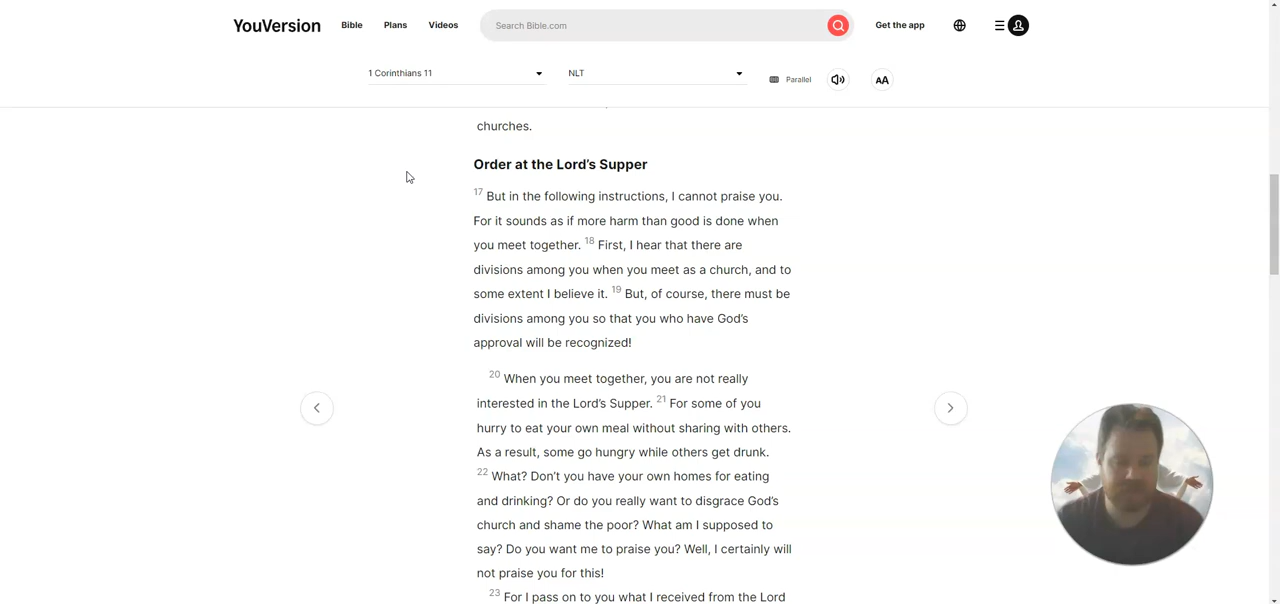 YouVersion Bible Plans Videos Search Bible.com Get the app
1 Corinthians 11 NLT Parallel AA
churches.
Order at the Lord's Supper
17 But in the following instructions, I cannot praise you.
For it sounds as if more harm than good is done when
you meet together. 18 First, I hear that there are
divisions among you when you meet as a church, and to
some extent I believe it. 19 But, of course, there must be
divisions among you so that you who have God's
approval will be recognized!
20 When you meet together, you are not really
interested in the Lord's Supper. 21 For some of you
hurry to eat your own meal without sharing with others.
As a result, some go hungry while others get drunk.
22 What? Don't you have your own homes for eating
and drinking? Or do you really want to disgrace God's
church and shame the poor? What am I supposed to
say? Do you want me to praise you? Well, I certainly will
not praise you for this!
23 For I pass on to you what I received from the Lord